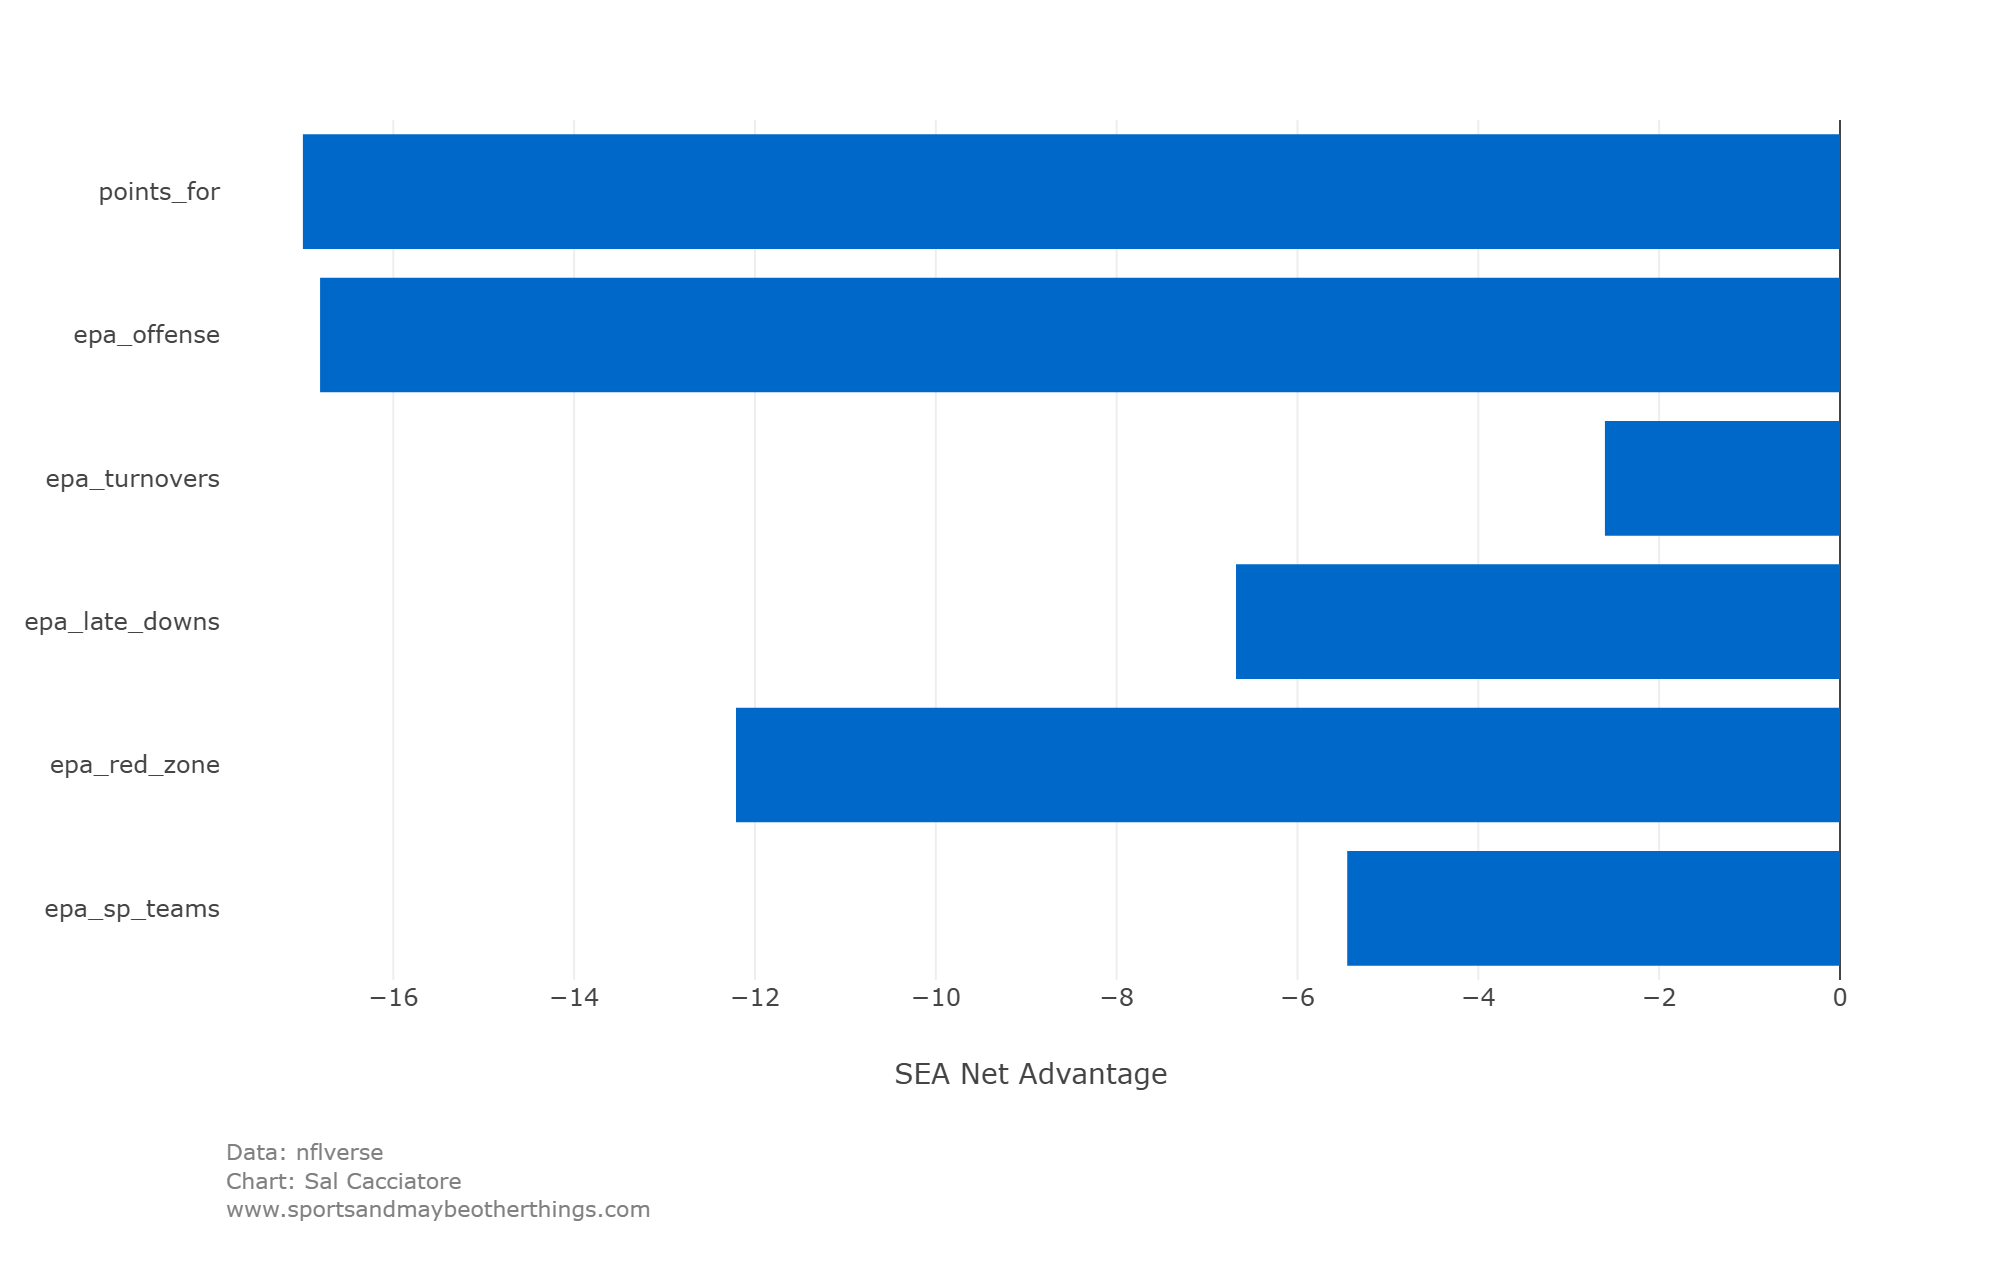 points_for
epa_offense
epa_turnovers
epa_late_downs
epa_red_zone
epa_sp_teams
−16 −14 −12 −10 −8 −6 −4 −2 0
SEA Net Advantage
Data: nflverse
Chart: Sal Cacciatore
www.sportsandmaybeotherthings.com